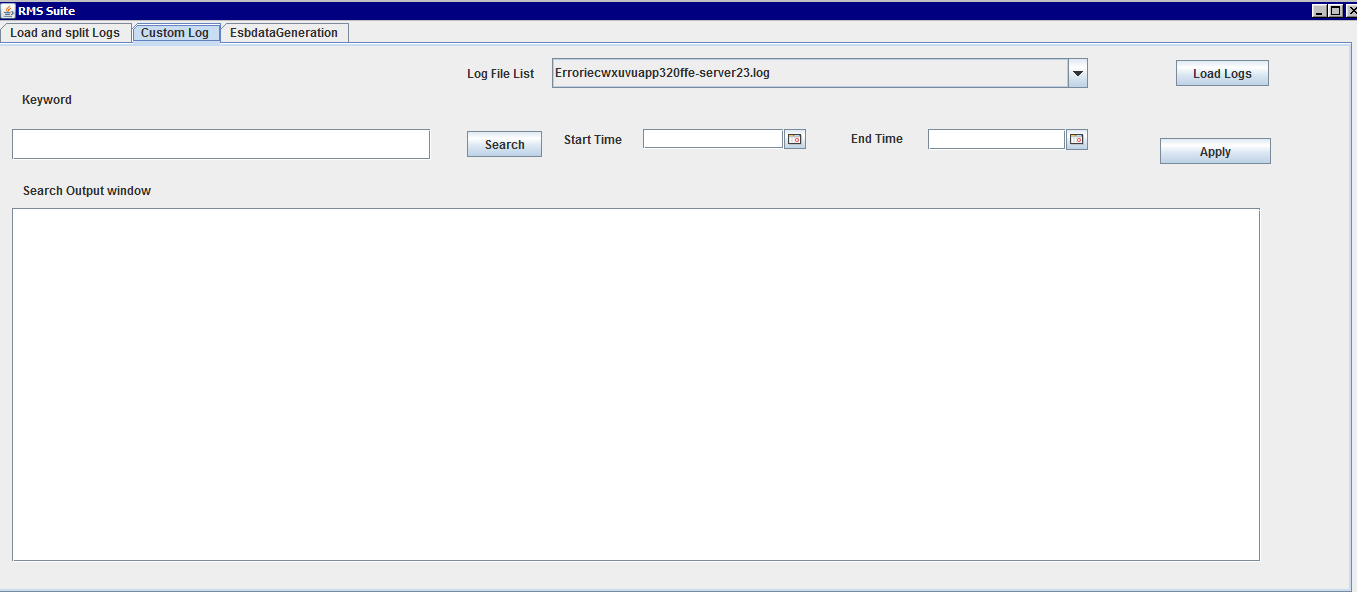 RMS Suite
Load and split Logs Custom Log EsbdataGeneration
Log File List Erroriecwxuvuapp320ffe-server23.log Load Logs
Keyword
Search Start Time End Time Apply
Search Output window